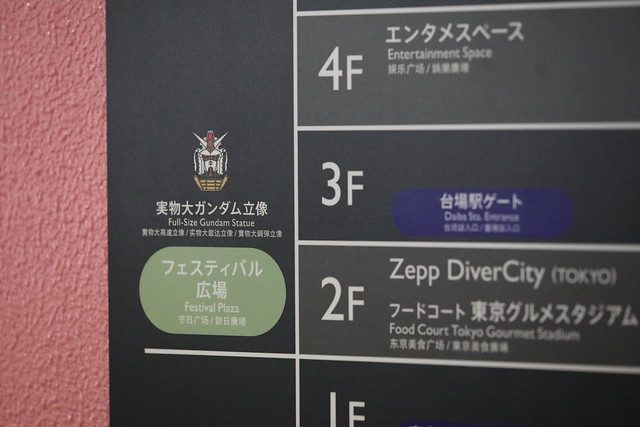 4F
エンタメスペース
Entertainment Space
娱乐广场 / 娛樂廣場
実物大ガンダム立像
Full-Size Gundam Statue
フェスティバル
広場
Festival Plaza
节日广场 / 節日廣場
3F
台場駅ゲート
Daiba Sta. Entrance
2F
Zepp DiverCity (TOKYO)
フードコート 東京グルメスタジアム
Food Court Tokyo Gourmet Stadium
东京美食广场 / 東京美食廣場
1F